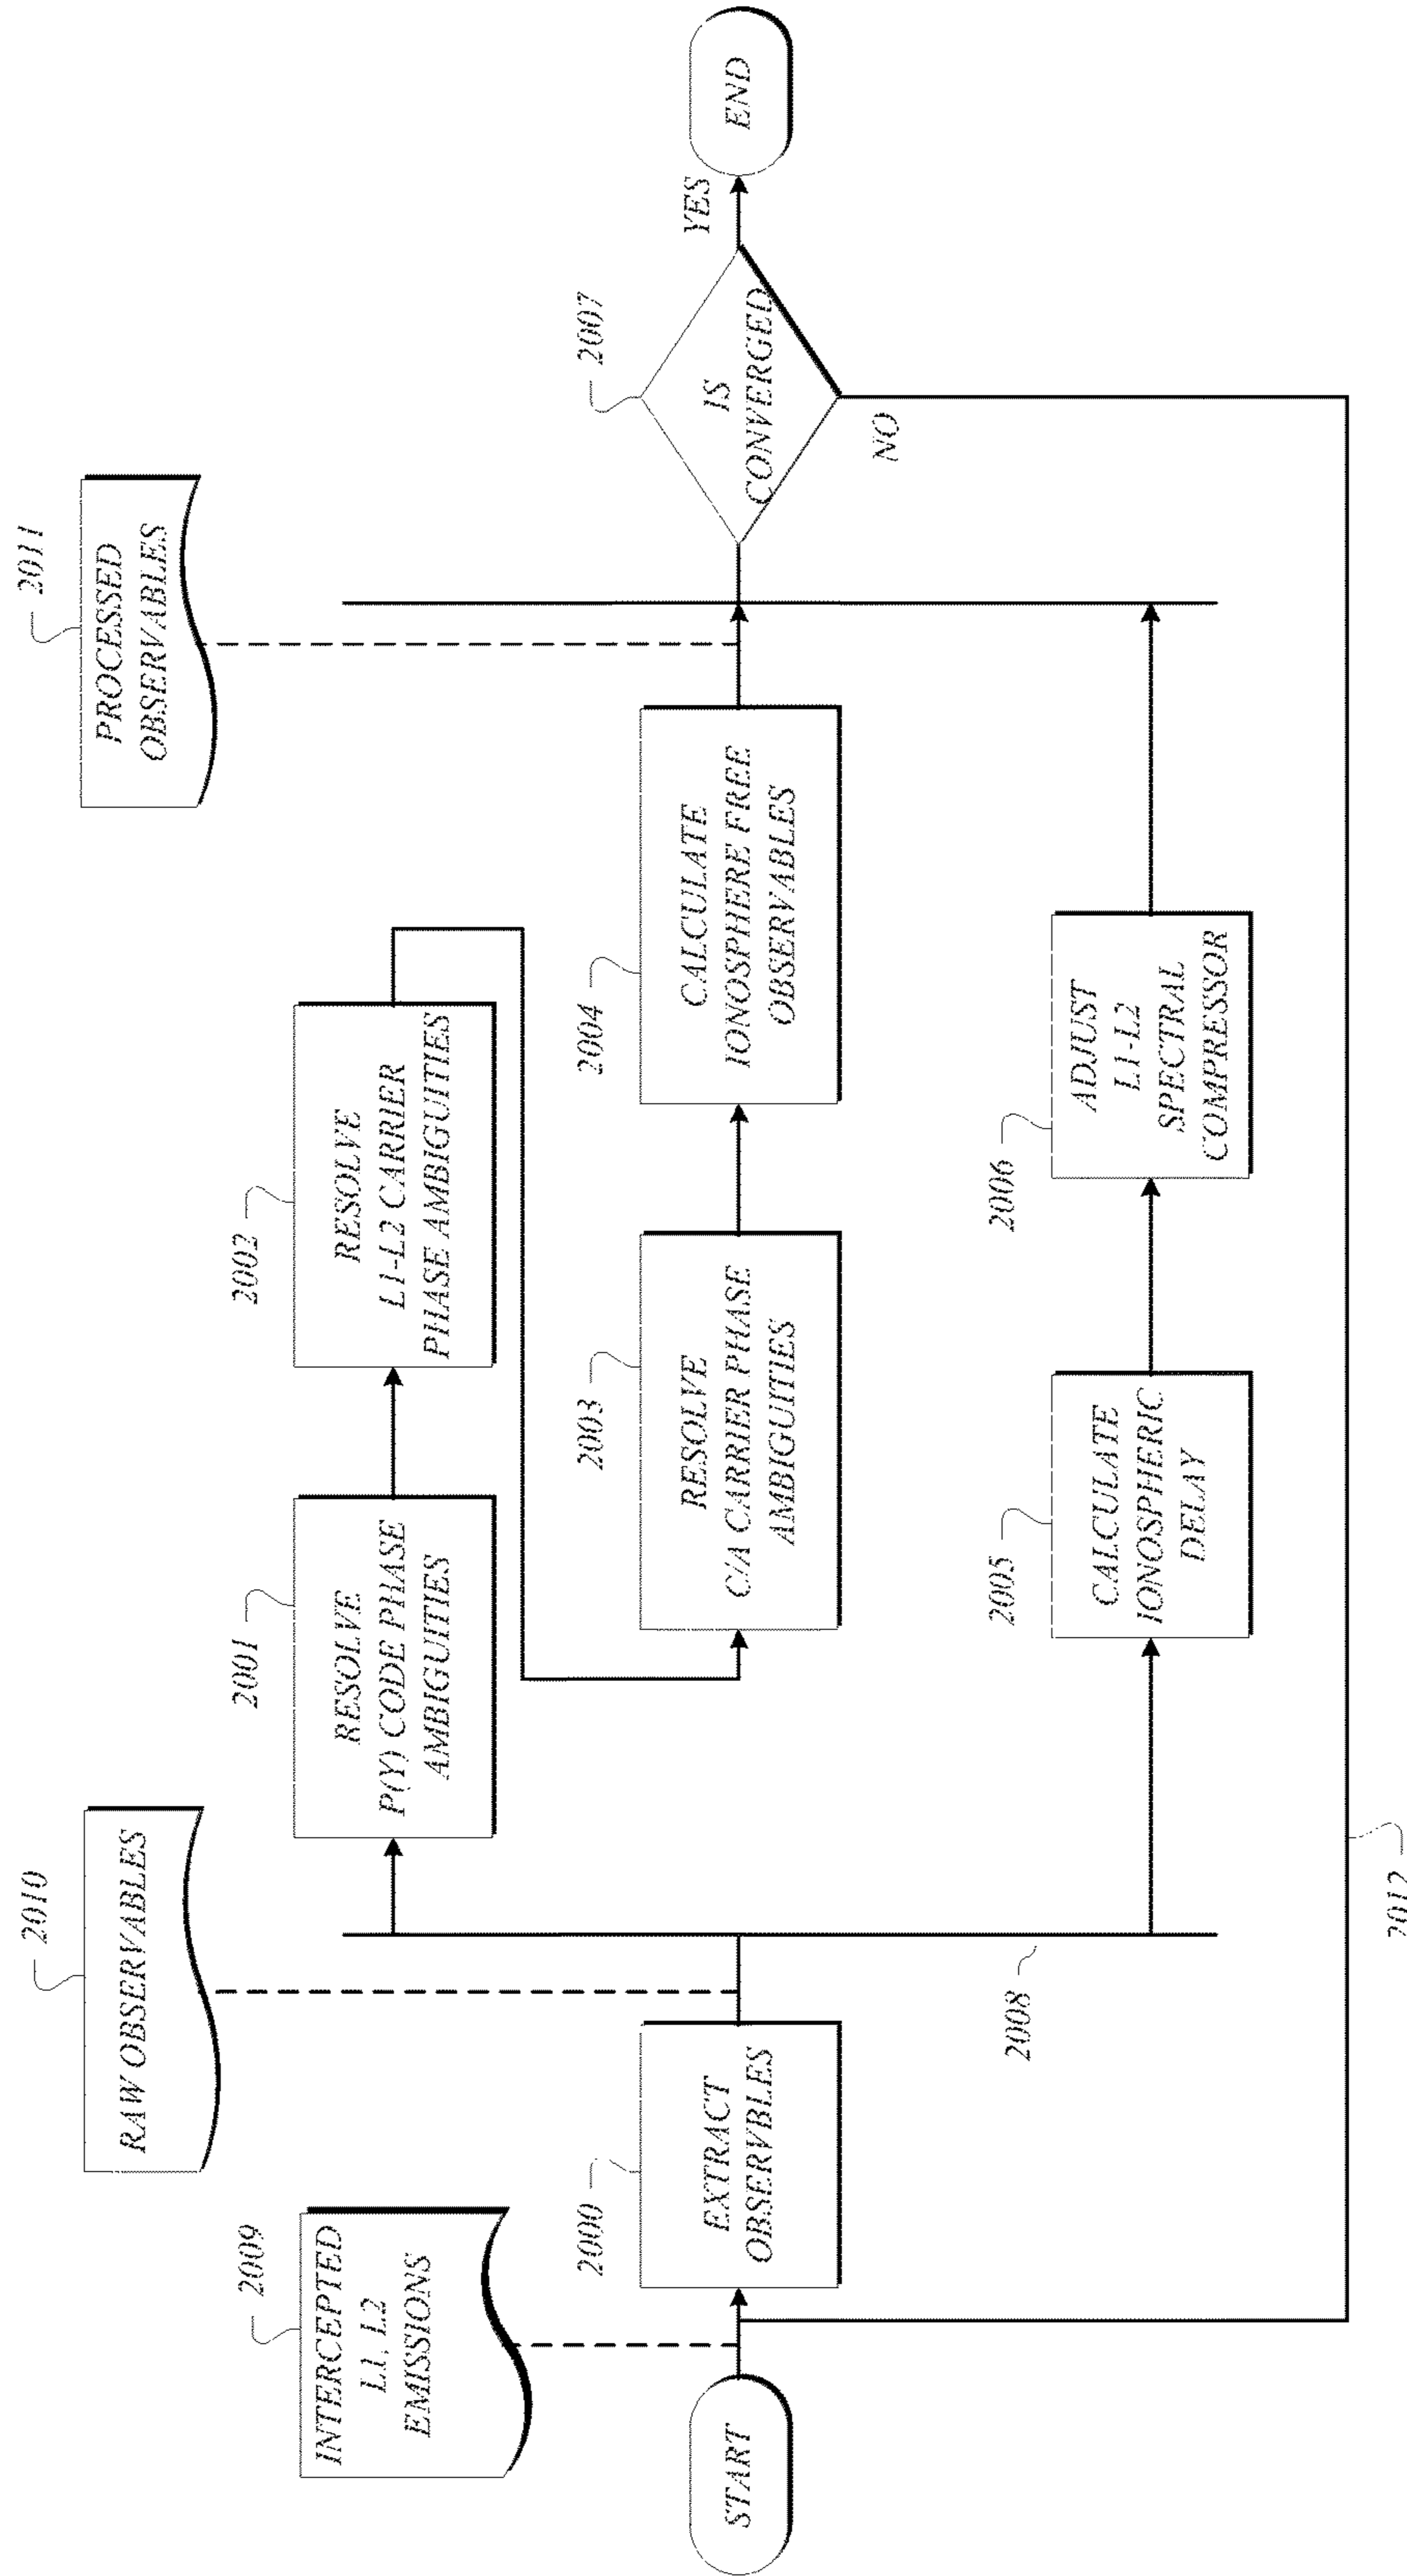 START
INTERCEPTED
L1, L2
EMISSIONS
2009
EXTRACT
OBSERVBLES
2000
RAW OBSERVABLES
2010
2008
RESOLVE
P(Y) CODE PHASE
AMBIGUITIES
2001
RESOLVE
L1-L2 CARRIER
PHASE AMBIGUITIES
2002
RESOLVE
C/A CARRIER PHASE
AMBIGUITIES
2003
CALCULATE
IONOSPHERE FREE
OBSERVABLES
2004
CALCULATE
IONOSPHERIC
DELAY
2005
ADJUST
L1-L2
SPECTRAL
COMPRESSOR
2006
PROCESSED
OBSERVABLES
2011
IS
CONVERGED
2007
YES
NO
END
2012